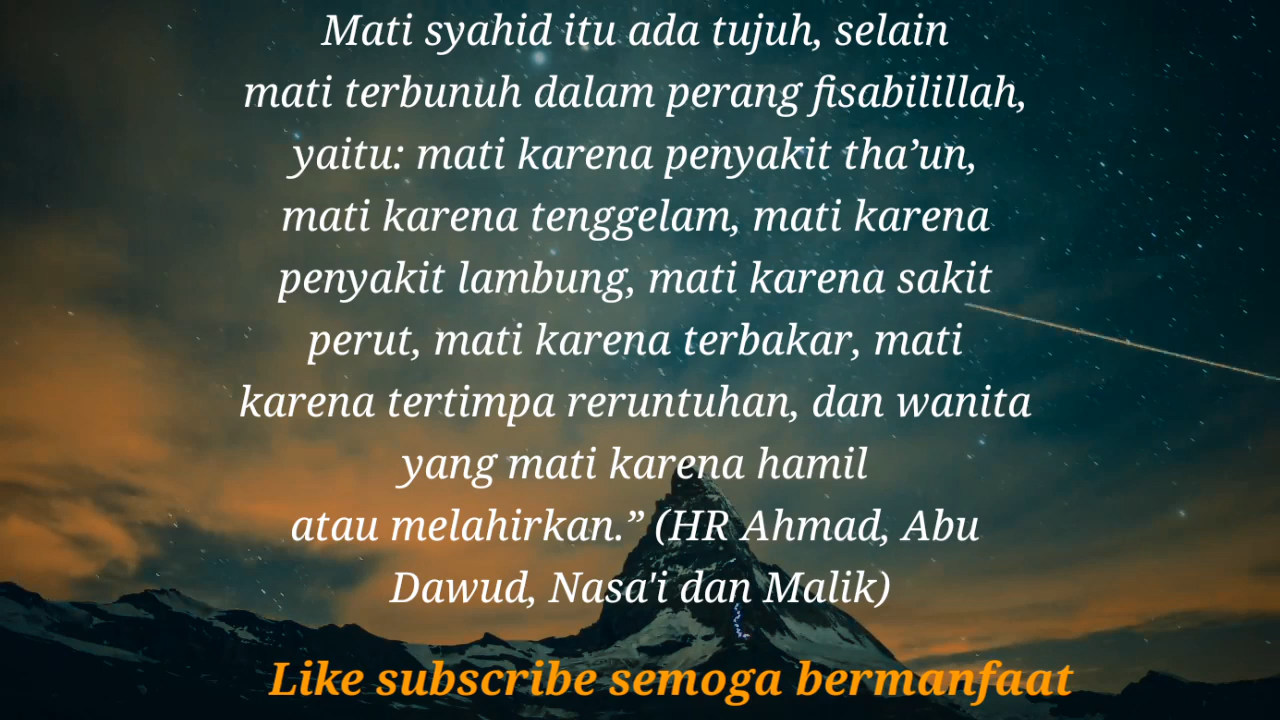 Mati syahid itu ada tujuh, selain
mati terbunuh dalam perang fisabilillah,
yaitu: mati karena penyakit tha’un,
mati karena tenggelam, mati karena
penyakit lambung, mati karena sakit
perut, mati karena terbakar, mati
karena tertimpa reruntuhan, dan wanita
yang mati karena hamil
atau melahirkan.” (HR Ahmad, Abu
Dawud, Nasa'i dan Malik)
Like subscribe semoga bermanfaat